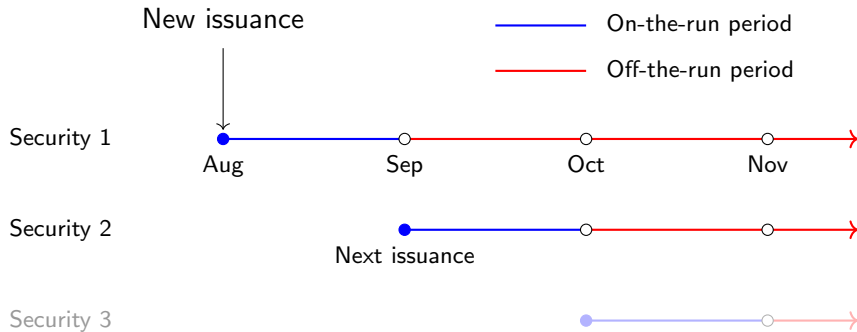 New issuance
On-the-run period
Off-the-run period
Security 1
Aug
Sep
Oct
Nov
Security 2
Next issuance
Security 3